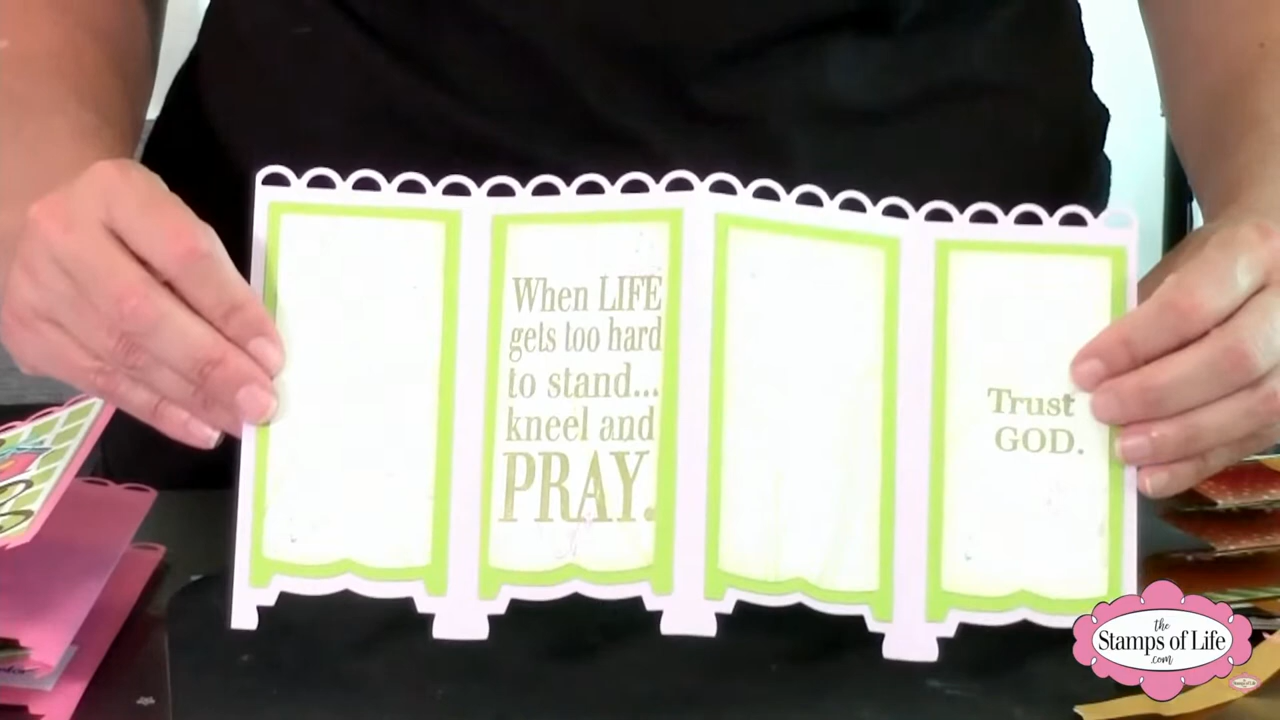 When LIFE
gets too hard
to stand...
kneel and
PRAY.
Trust
GOD.
the
Stamps of Life
.com